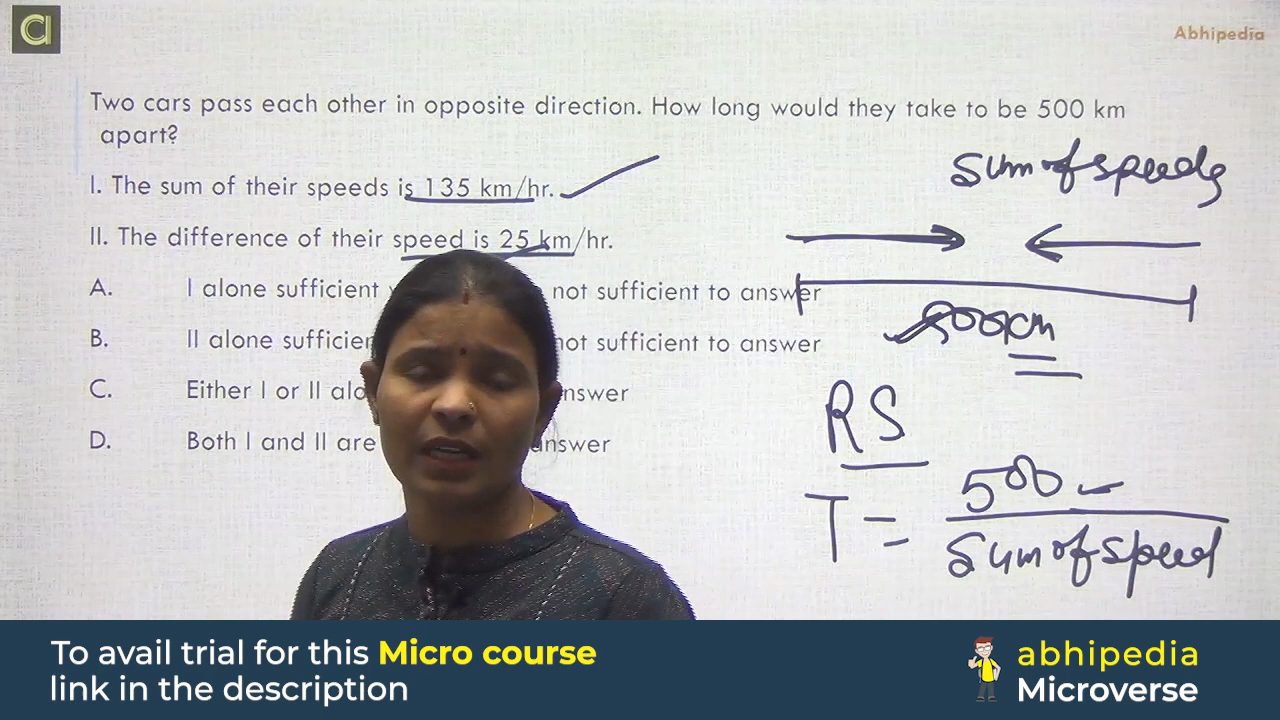 Abhipedia
Two cars pass each other in opposite direction. How long would they take to be 500 km
apart?
I. The sum of their speeds is 135 km/hr.
II. The difference of their speed is 25 km/hr.
A. I alone sufficient not sufficient to answer
B. II alone not sufficient to answer
C. Either I or II
D. Both I and II are answer
Sum of speeds
500km
RS
T = 500
Sum of speed
To avail trial for this Micro course
link in the description
abhipedia
Microverse